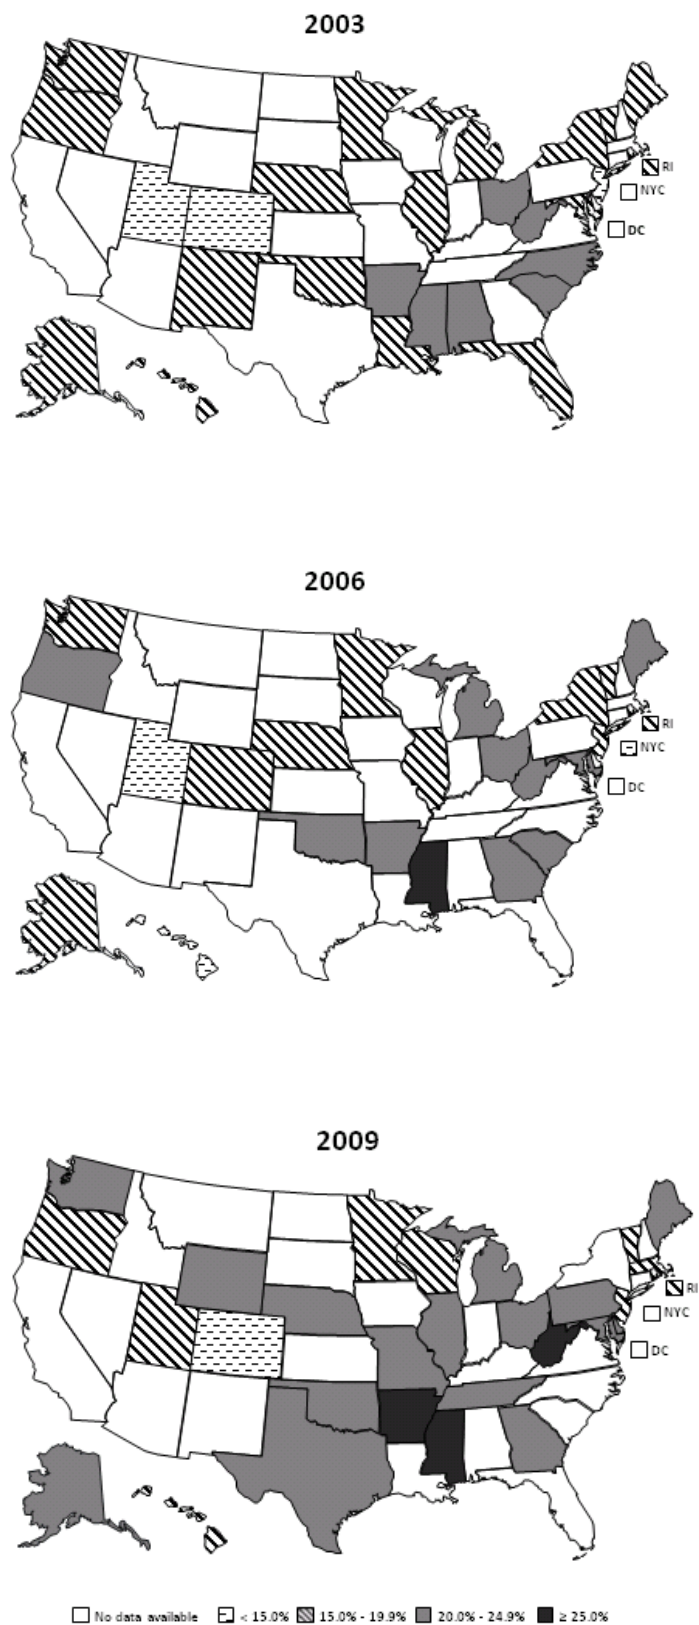 2003
RI
NYC
DC
2006
RI
NYC
DC
2009
RI
NYC
DC
No data available < 15.0% 15.0% - 19.9% 20.0% - 24.9% ≥ 25.0%